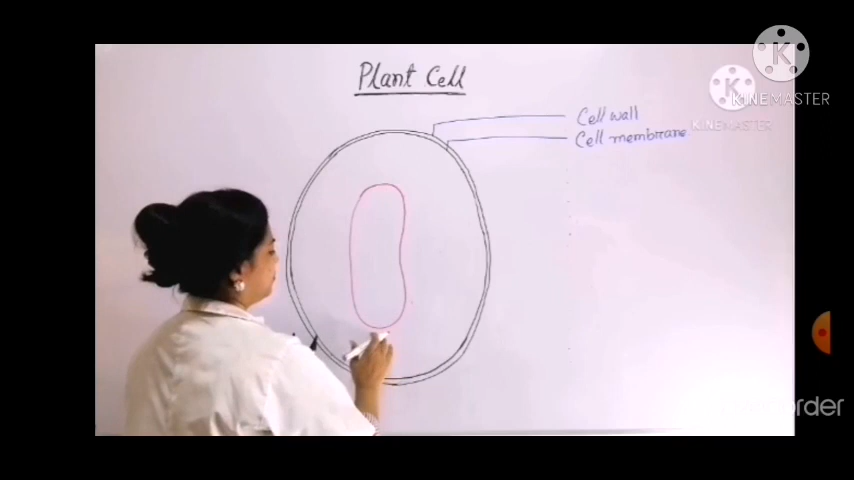 Plant Cell
KINEMASTER
KINEMASTER
Cell wall
Cell membrane
order